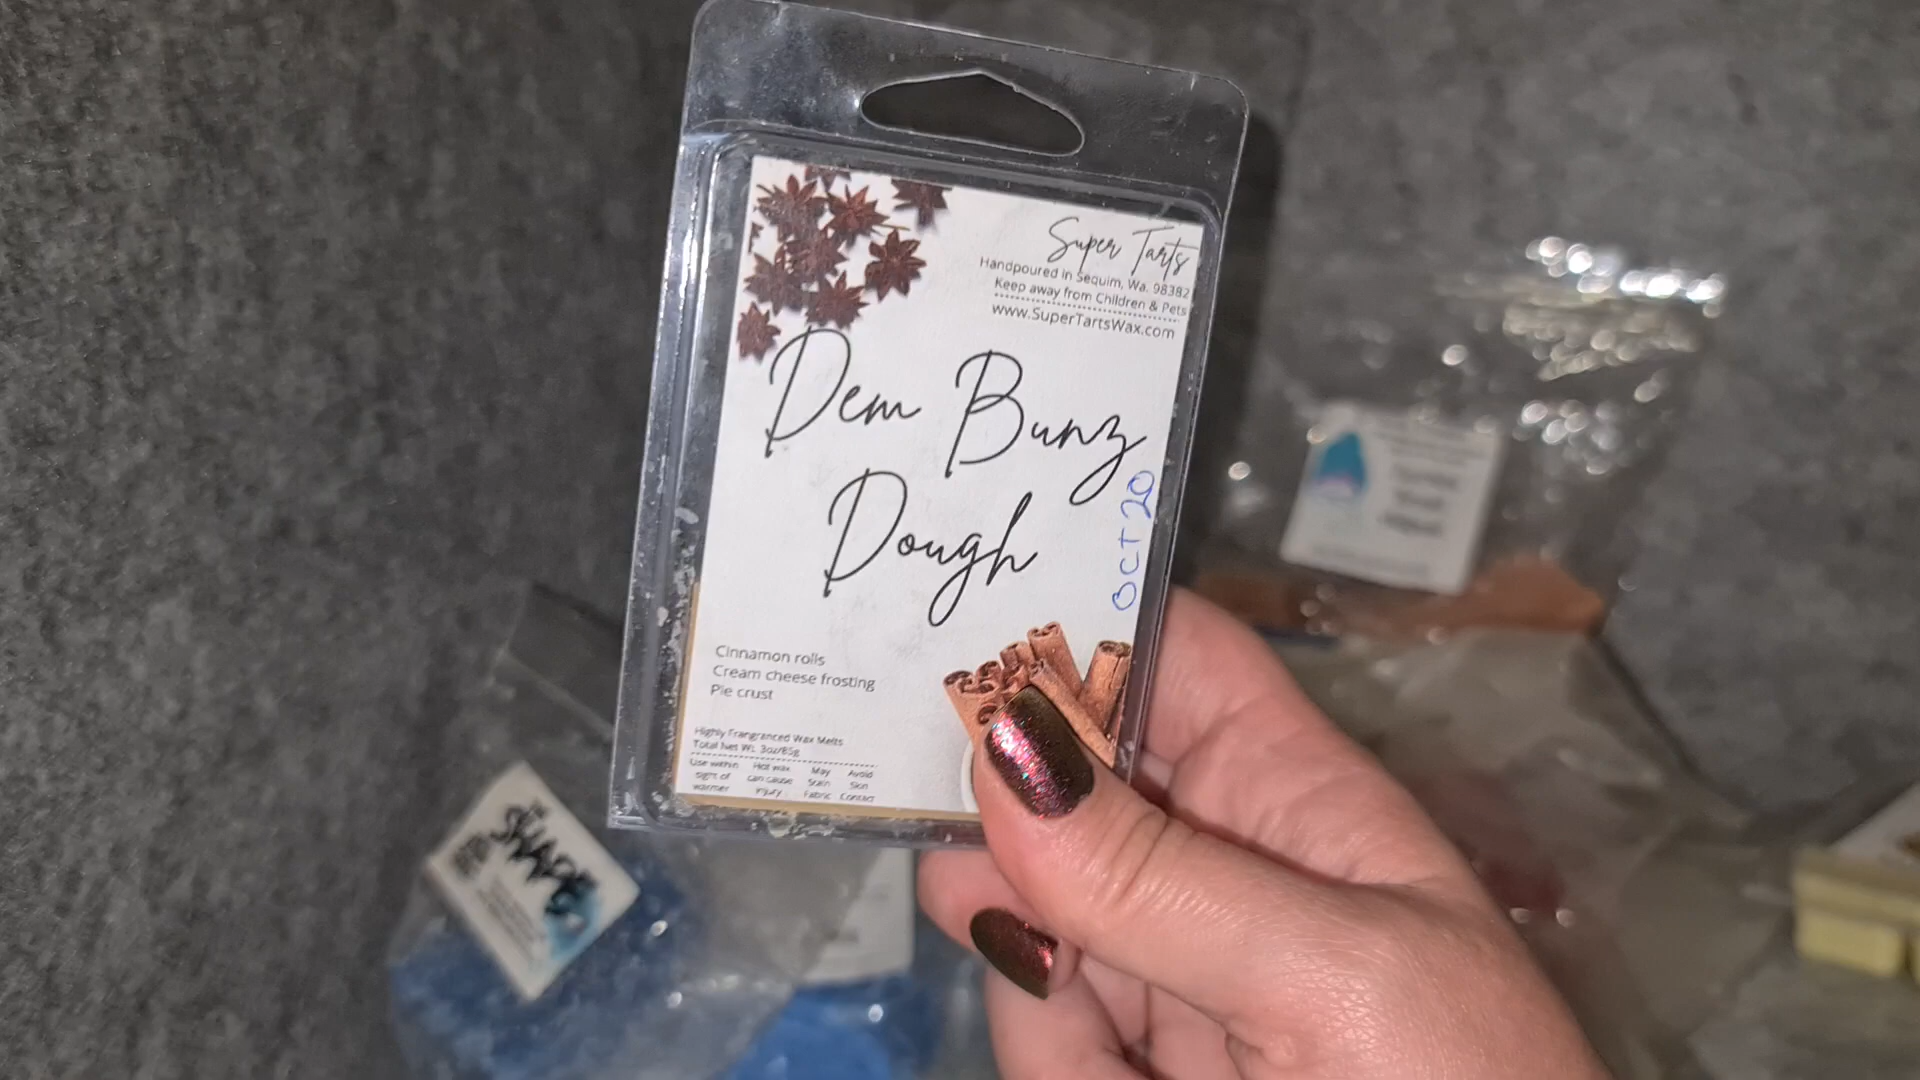 Super Tarts
Handpoured in Sequim, Wa. 98382
Keep away from Children & Pets
www.SuperTartsWax.com
Dem Bunz
Dough
OCT 20
Cinnamon rolls
Cream cheese frosting
Pie crust
Highly Frangranced Wax Melts
Total Net Wt. 3oz/85g
Use within sight of warmer
Hot wax can cause injury
May Stain Fabric
Avoid Skin Contact